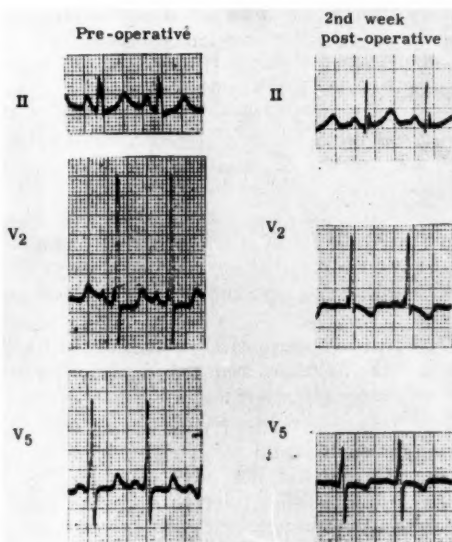 Pre-operative
2nd week
post-operative
II
II
V2
V2
V5
V5